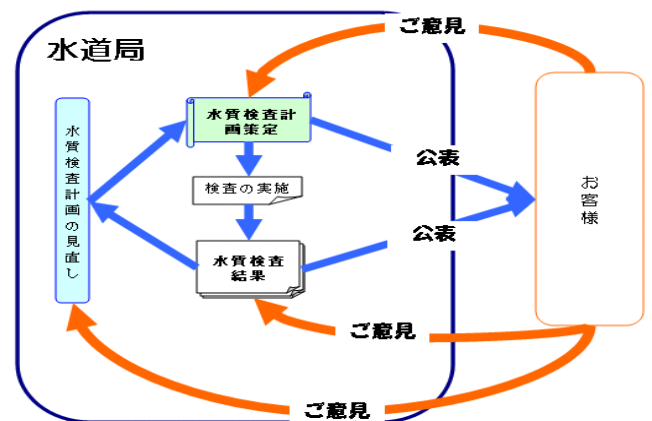 ご意見
水道局
水質検査計
画策定
水質検査計画の見直し
公表
検査の実施
お客様
公表
水質検査
結果
ご意見
ご意見